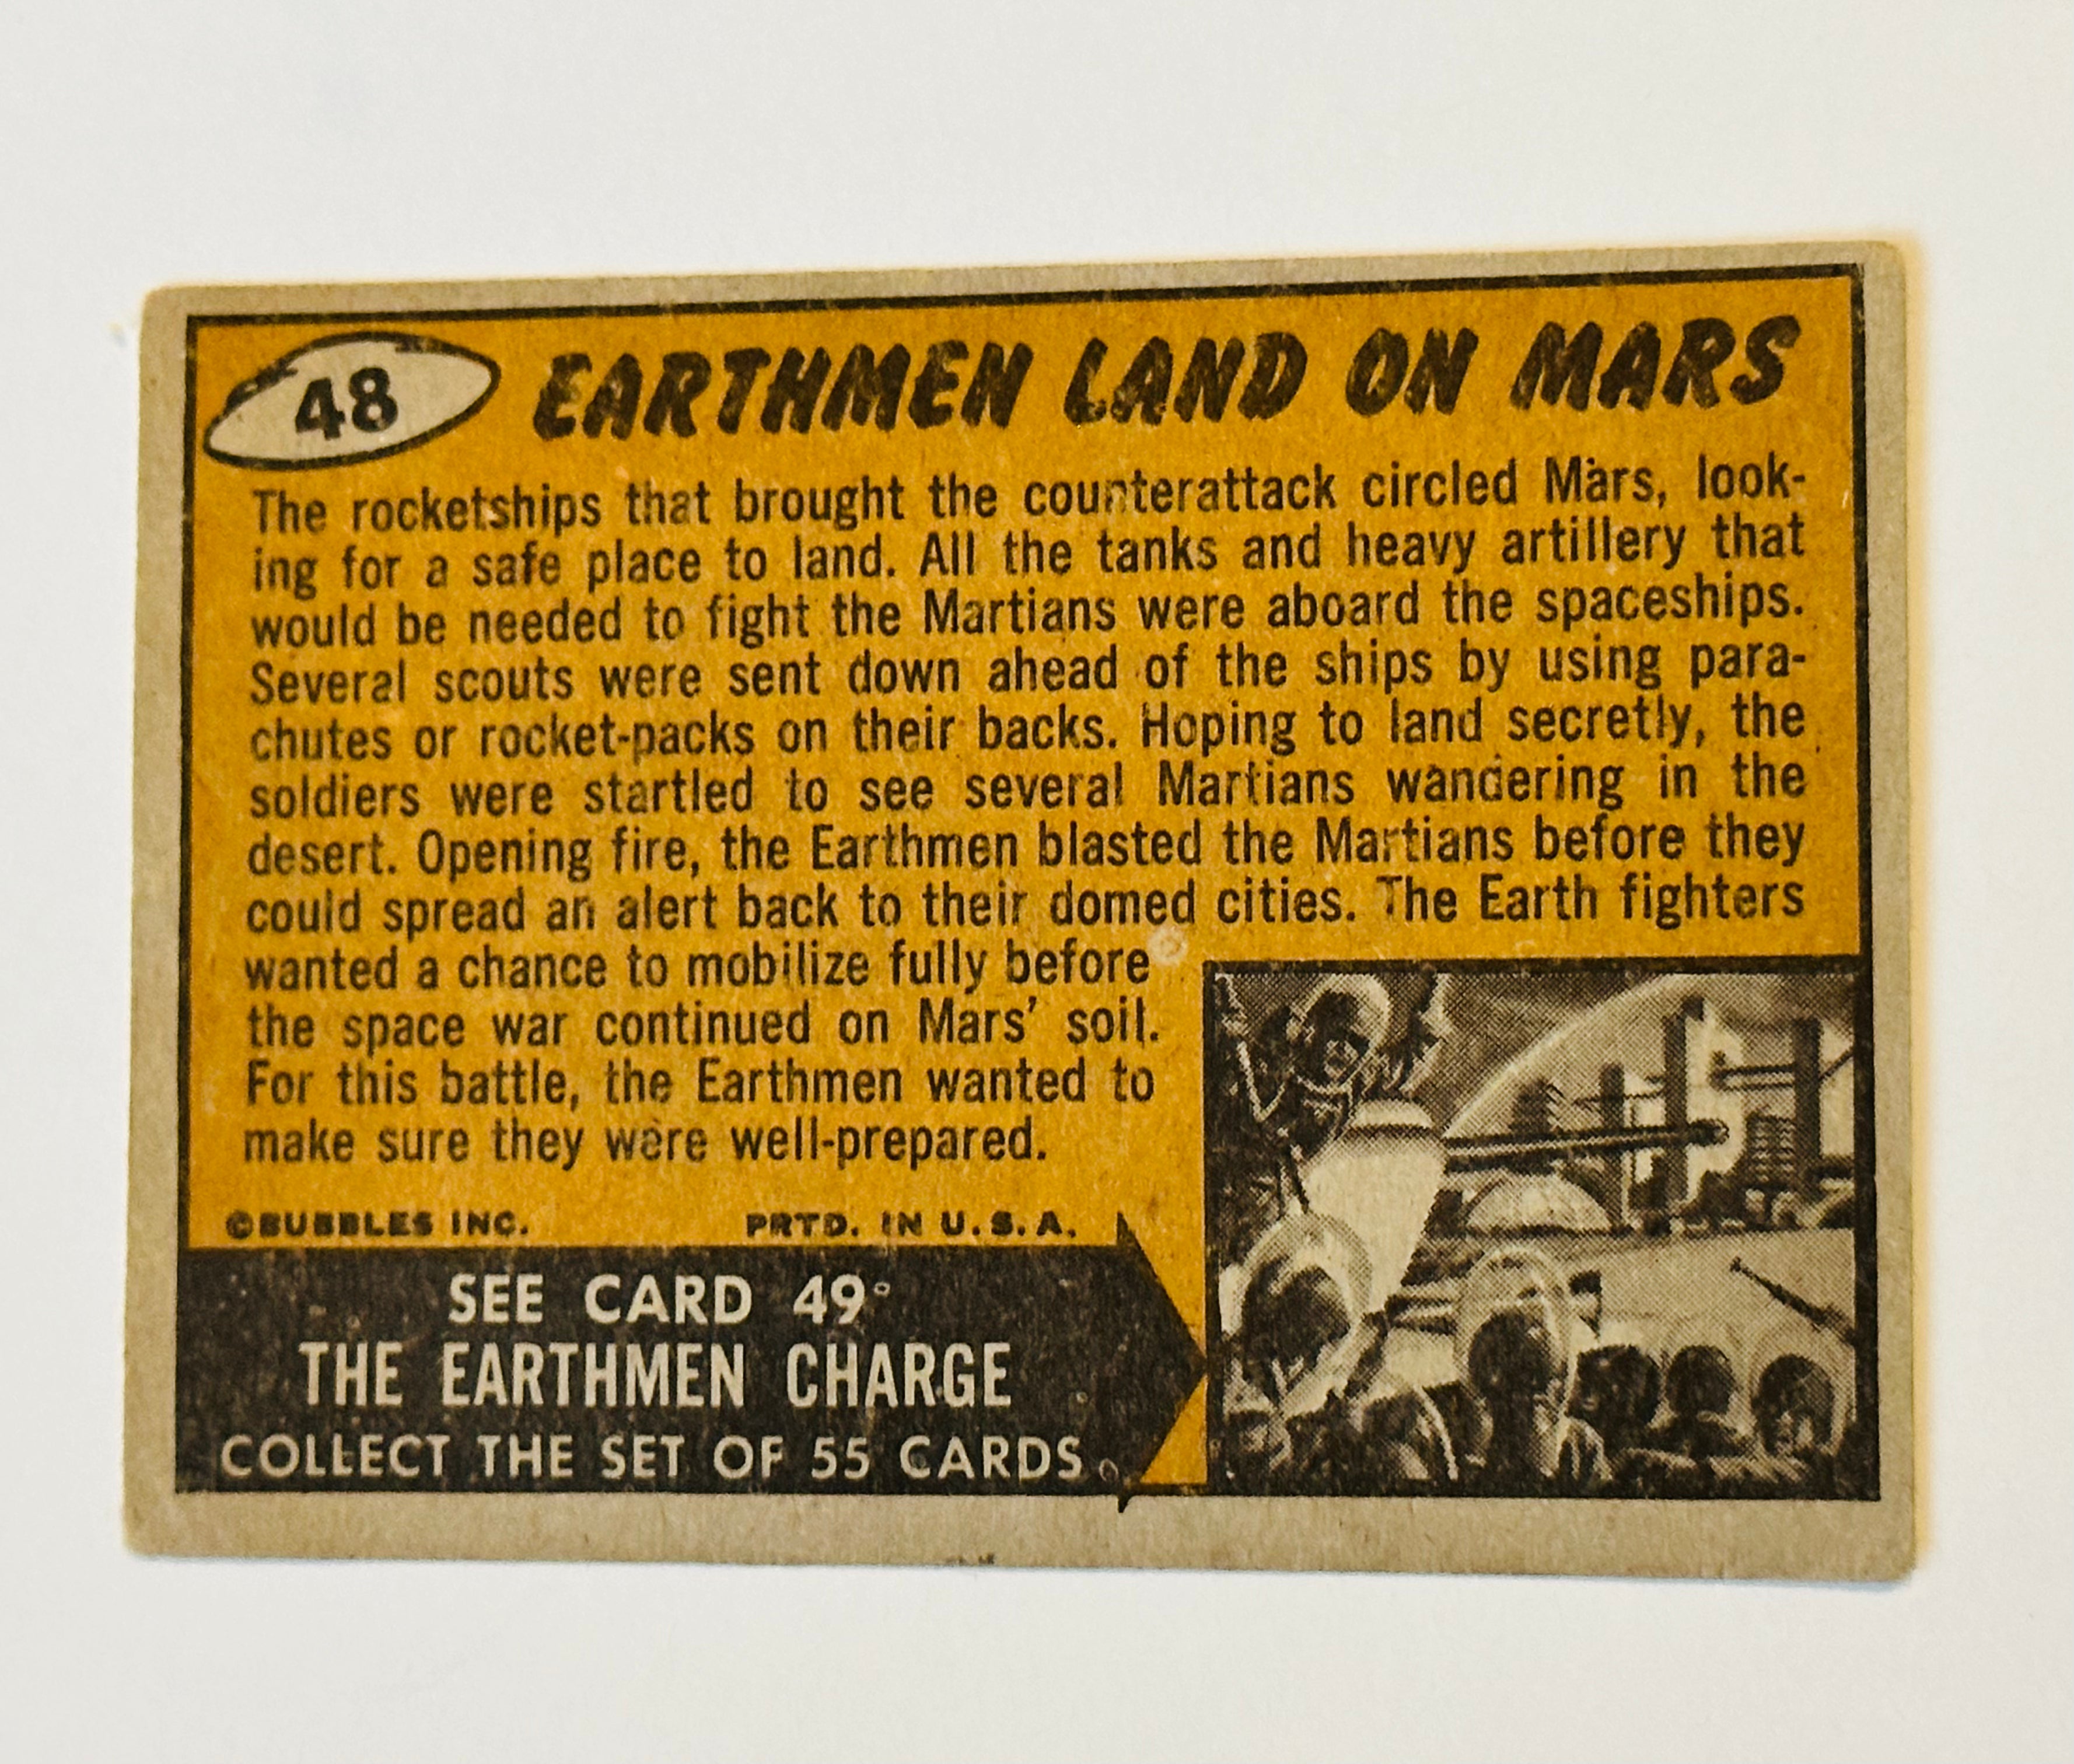 48 EARTHMEN LAND ON MARS
The rocketships that brought the counterattack circled Mars, look-
ing for a safe place to land. All the tanks and heavy artillery that
would be needed to fight the Martians were aboard the spaceships.
Several scouts were sent down ahead of the ships by using para-
chutes or rocket-packs on their backs. Hoping to land secretly, the
soldiers were startled to see several Martians wandering in the
desert. Opening fire, the Earthmen blasted the Martians before they
could spread an alert back to their domed cities. The Earth fighters
wanted a chance to mobilize fully before
the space war continued on Mars' soil.
For this battle, the Earthmen wanted to
make sure they were well-prepared.
©BUBBLES INC. PRTD. IN U.S.A.
SEE CARD 49
THE EARTHMEN CHARGE
COLLECT THE SET OF 55 CARDS